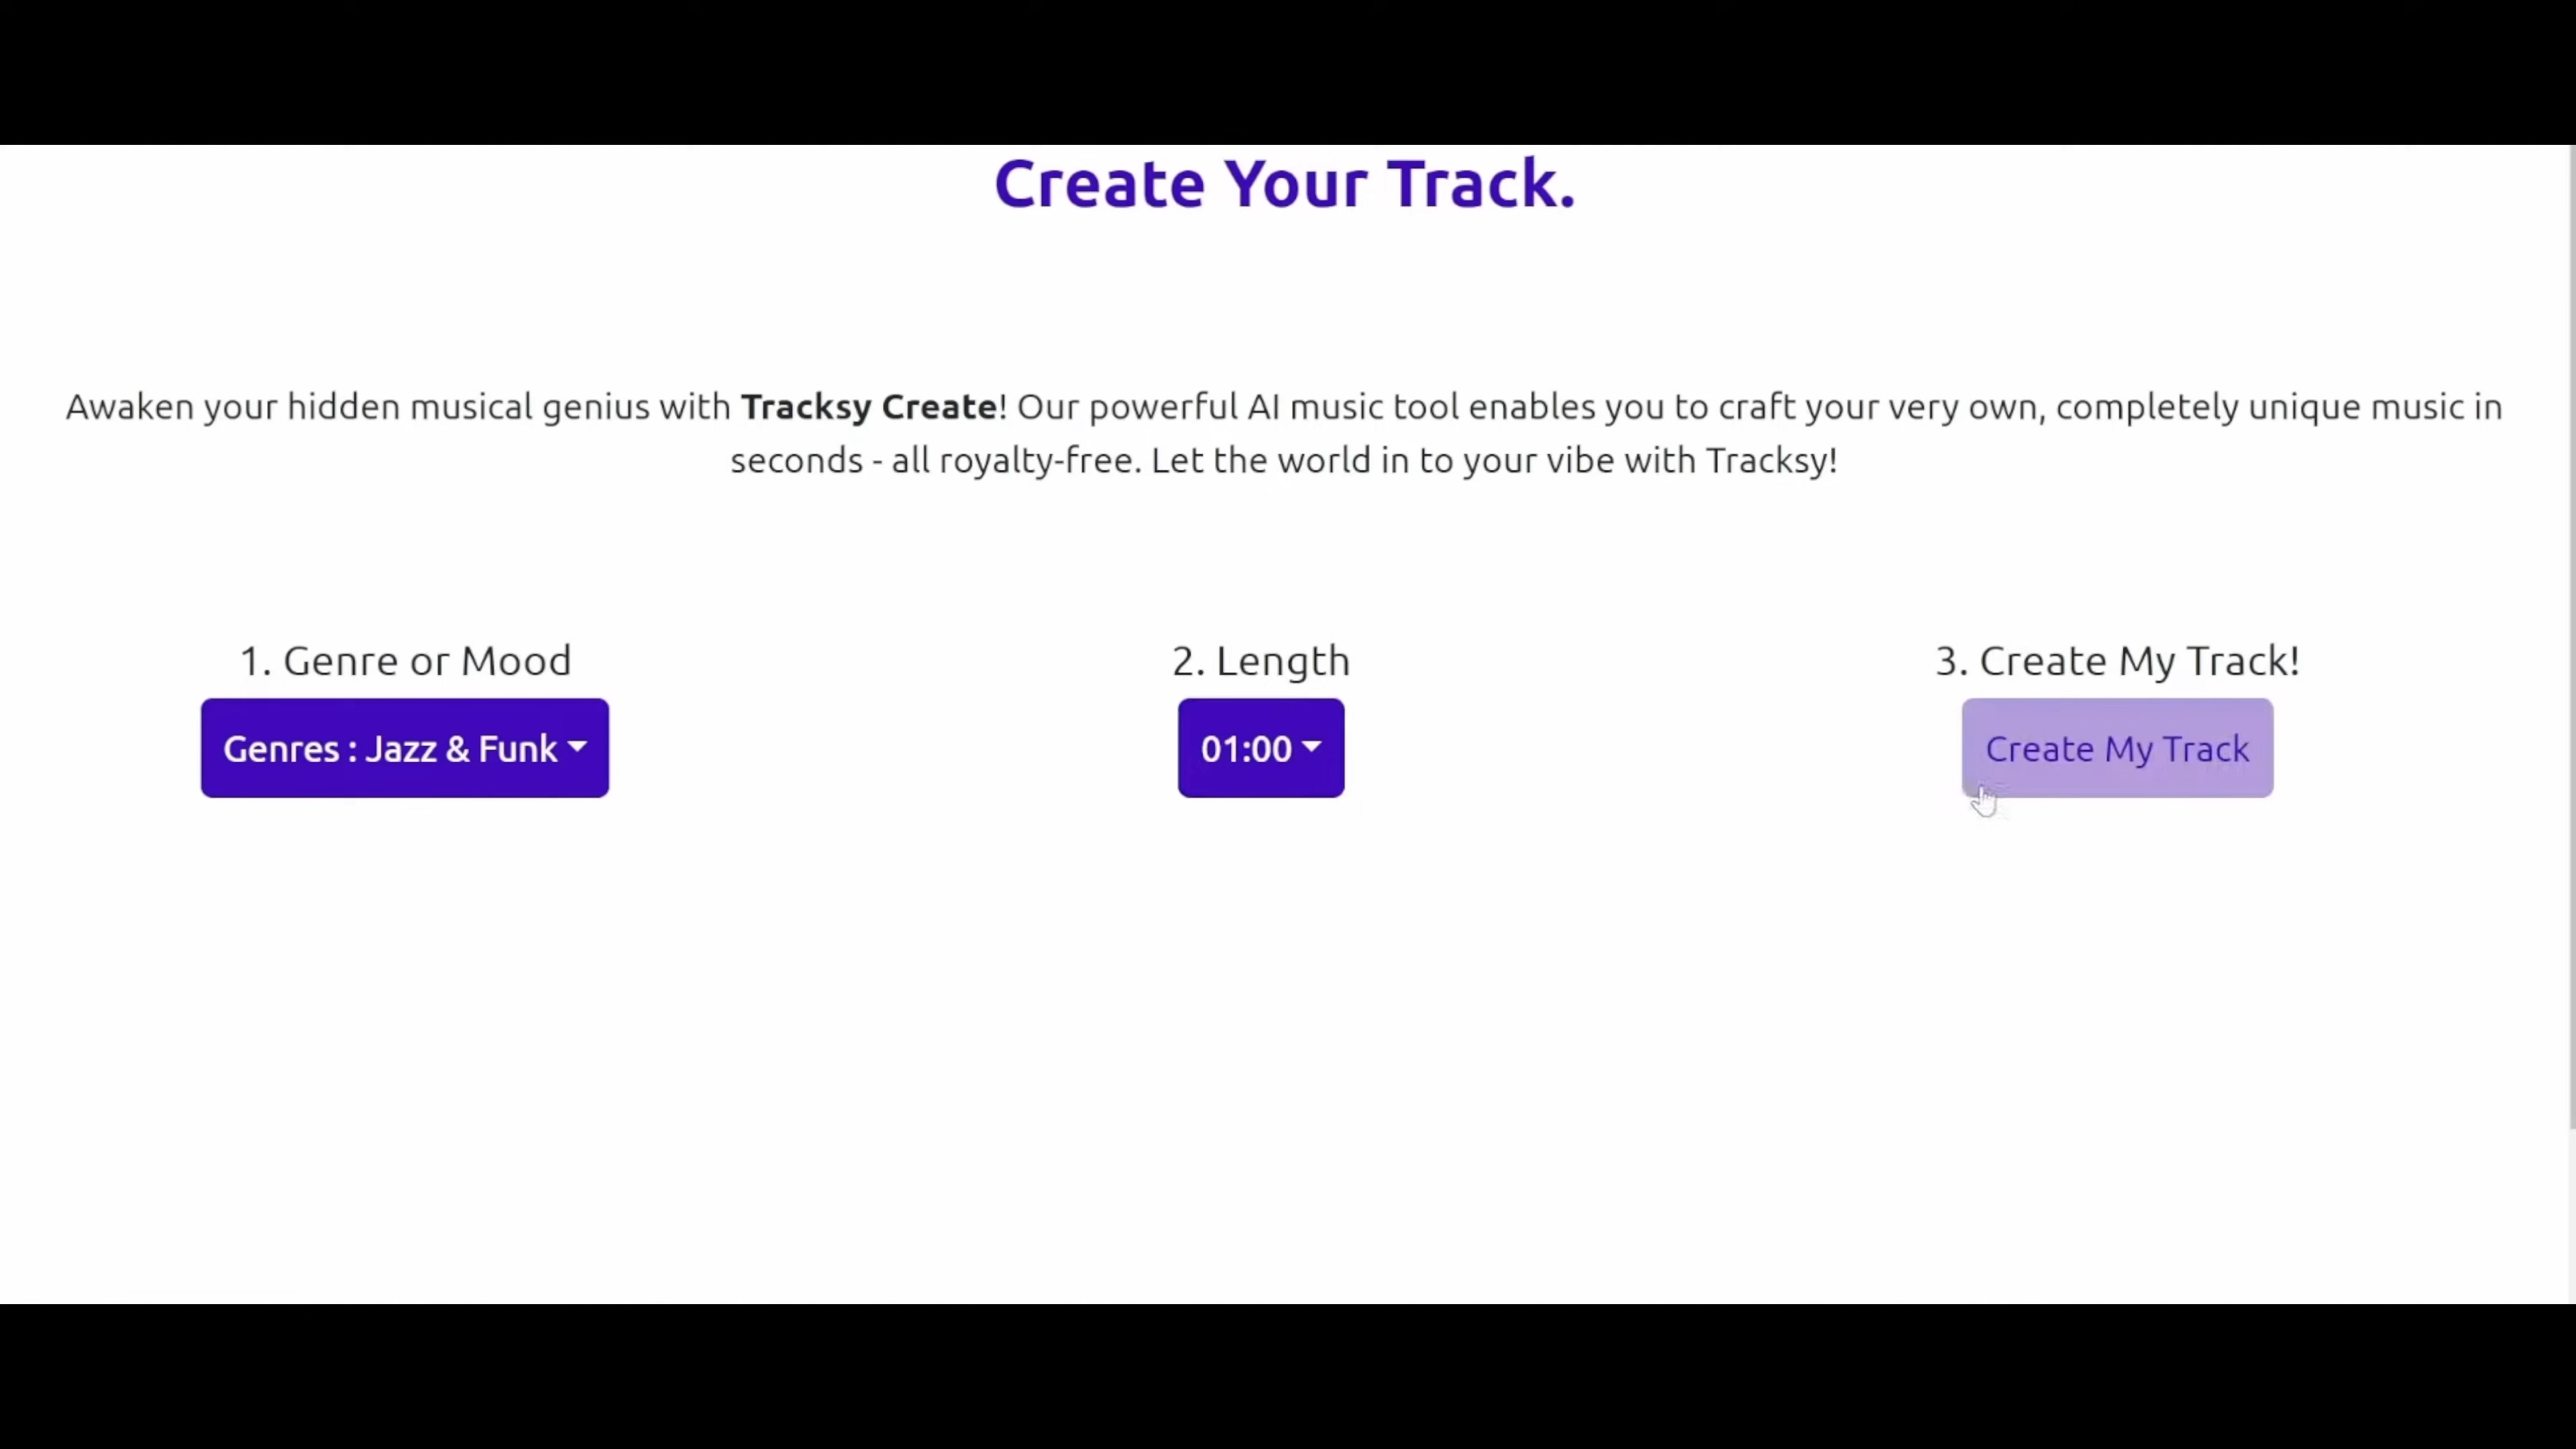 Create Your Track.
Awaken your hidden musical genius with Tracksy Create! Our powerful AI music tool enables you to craft your very own, completely unique music in
seconds - all royalty-free. Let the world in to your vibe with Tracksy!
1. Genre or Mood
Genres : Jazz & Funk
2. Length
01:00
3. Create My Track!
Create My Track